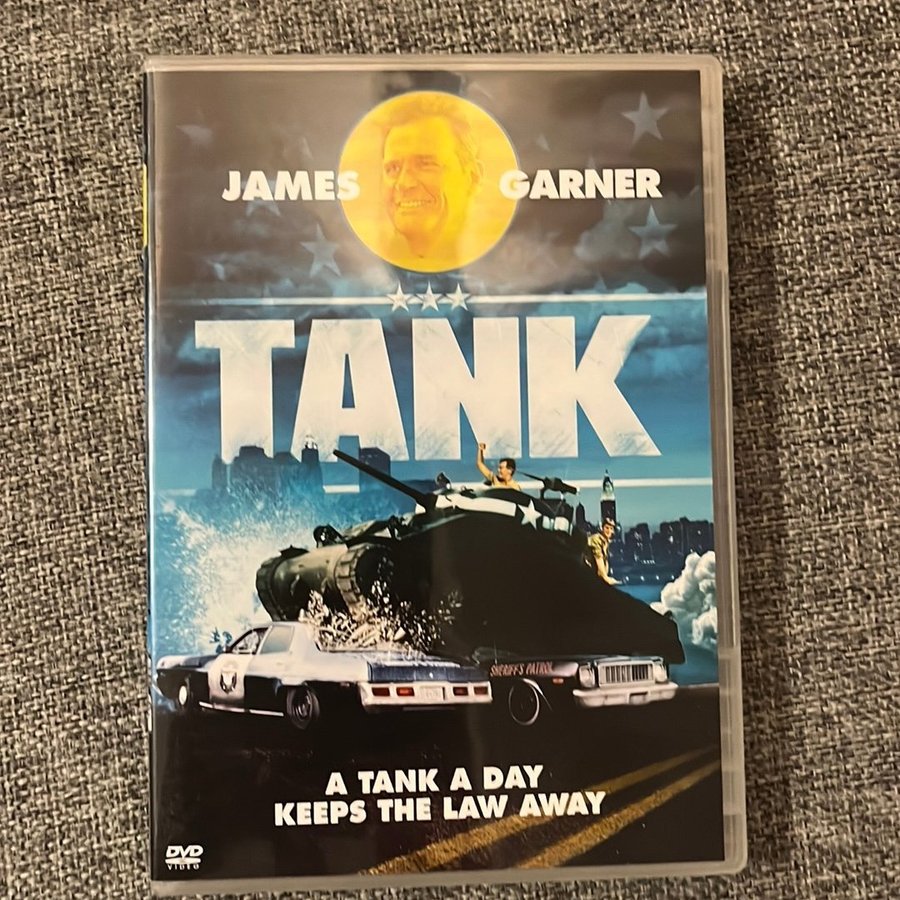 JAMES GARNER
TANK
SHERIFF'S PATROL
A TANK A DAY
KEEPS THE LAW AWAY
DVD
VIDEO